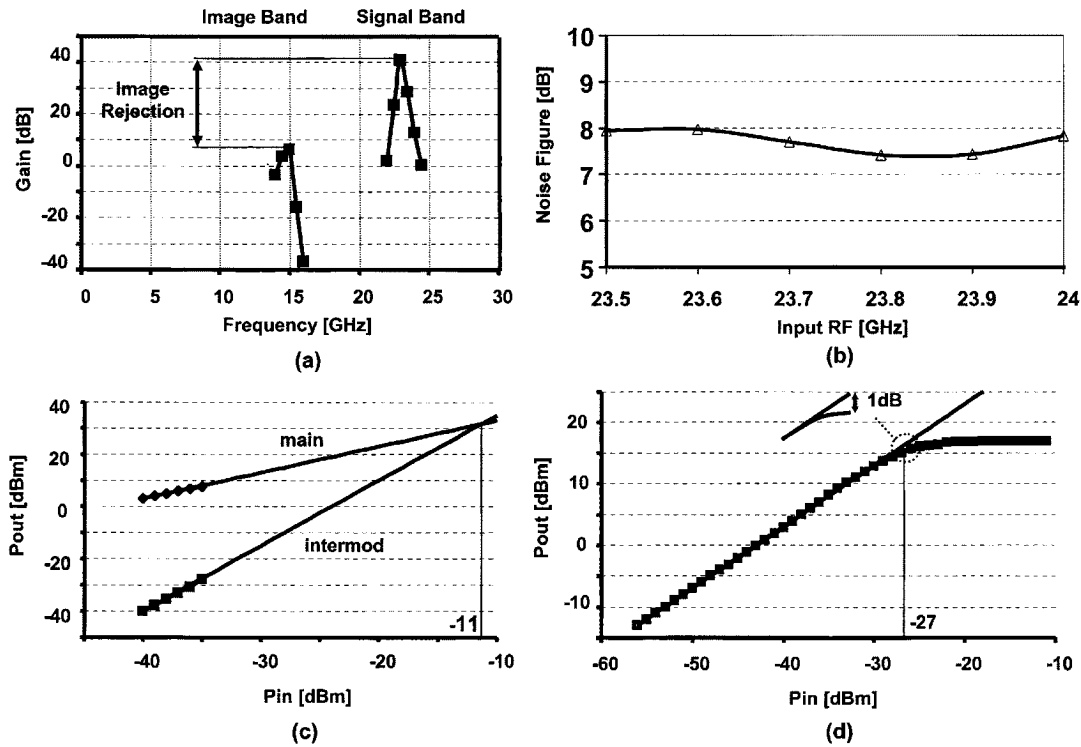 Image Band Signal Band
40
20
0
-20
-40
Gain [dB]
Image
Rejection
0 5 10 15 20 25 30
Frequency [GHz]
(a)
10
9
8
7
6
5
Noise Figure [dB]
23.5 23.6 23.7 23.8 23.9 24
Input RF [GHz]
(b)
40
20
0
-20
-40
Pout [dBm]
main
intermod
-11
-40 -30 -20 -10
Pin [dBm]
(c)
20
10
0
-10
Pout [dBm]
1dB
-27
-60 -50 -40 -30 -20 -10
Pin [dBm]
(d)